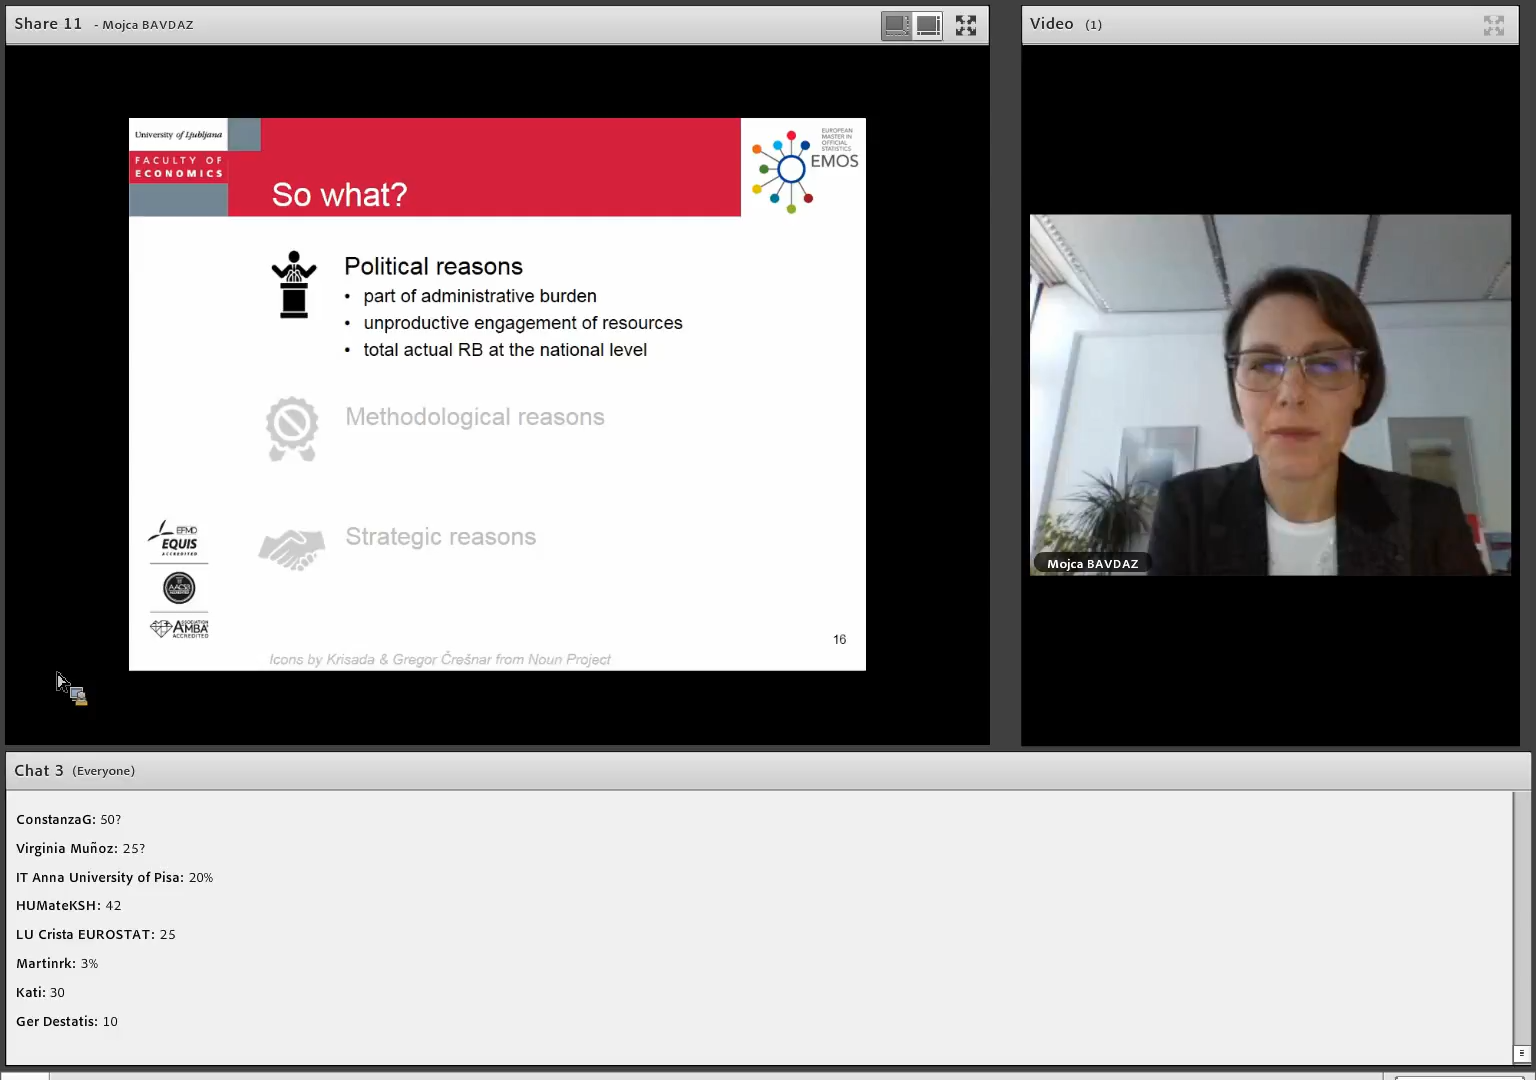 Share 11 - Mojca BAVDAZ
Video (1)
University of Ljubljana
FACULTY OF
ECONOMICS
So what?
EUROPEAN
MASTER IN
OFFICIAL
STATISTICS
EMOS
Political reasons
• part of administrative burden
• unproductive engagement of resources
• total actual RB at the national level
Methodological reasons
Strategic reasons
EFMD
EQUIS
ACCREDITED
AACSB
ACCREDITED
ASSOCIATION
AMBA
ACCREDITED
16
Icons by Krisada & Gregor Črešnar from Noun Project
Mojca BAVDAZ
Chat 3 (Everyone)
ConstanzaG: 50?
Virginia Muñoz: 25?
IT Anna University of Pisa: 20%
HUMateKSH: 42
LU Crista EUROSTAT: 25
Martinrk: 3%
Kati: 30
Ger Destatis: 10